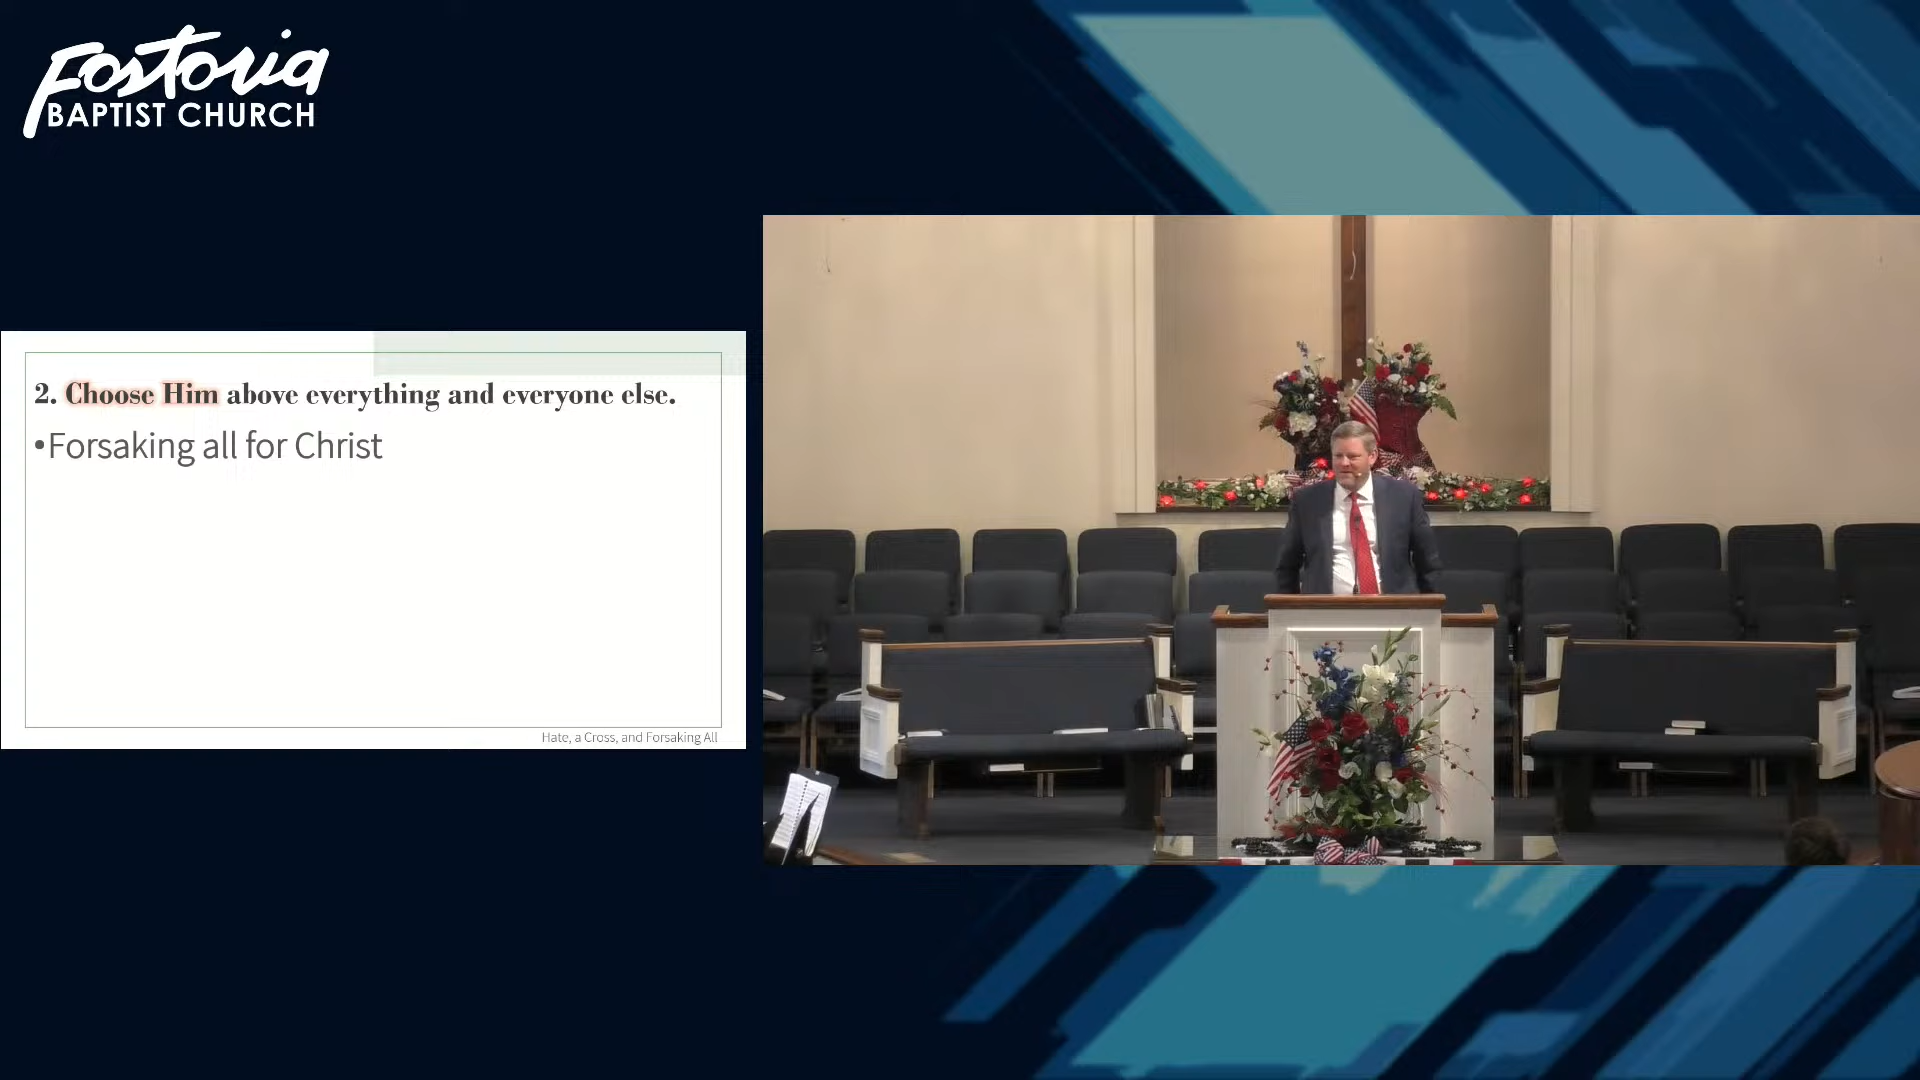 Fostoria
BAPTIST CHURCH
2. Choose Him above everything and everyone else.
•Forsaking all for Christ
Hate, a Cross, and Forsaking All